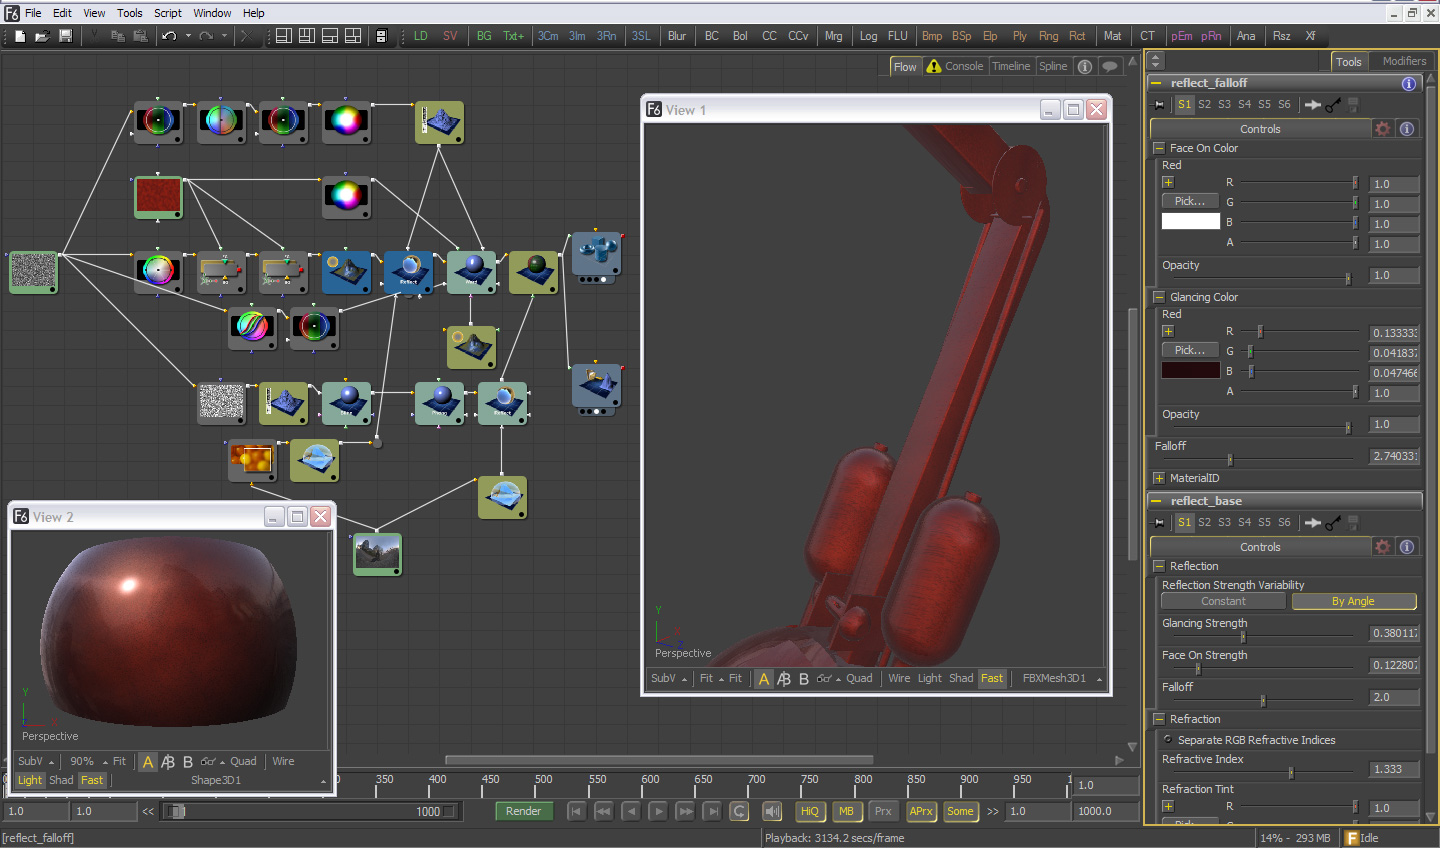 F6 File Edit View Tools Script Window Help
LD SV BG Txt+ 3Cm 3Im 3Rn 3SL Blur BC Bol CC CCv Mrg Log FLU Bmp BSp Elp Ply Rng Rct Mat CT pEm pRn Ana Rsz Xf
Flow Console Timeline Spline
Tools Modifiers
F6 View 1
Perspective
SubV Fit Fit A B Quad Wire Light Shad Fast FBXMesh3D1
F6 View 2
Perspective
SubV 90% Fit A B Quad Wire
Light Shad Fast Shape3D1
reflect_falloff
S1 S2 S3 S4 S5 S6
Controls
Face On Color
Red
R 1.0
Pick... G 1.0
B 1.0
A 1.0
Opacity
1.0
Glancing Color
Red
R 0.133333
Pick... G 0.041837
B 0.047466
A 1.0
Opacity
1.0
Falloff
2.740331
MaterialID
reflect_base
S1 S2 S3 S4 S5 S6
Controls
Reflection
Reflection Strength Variability
Constant By Angle
Glancing Strength
0.380117
Face On Strength
0.122807
Falloff
2.0
Refraction
Separate RGB Refractive Indices
Refractive Index
1.333
Refraction Tint
R 1.0
Pick... G 1.0
350 400 450 500 550 600 650 700 750 800 850 900 950
1.0
1.0 1.0 << 1000 Render HiQ MB Prx APrx Some >> 1.0 1000.0
[reflect_falloff] Playback: 3134.2 secs/frame 14% - 293 MB F Idle